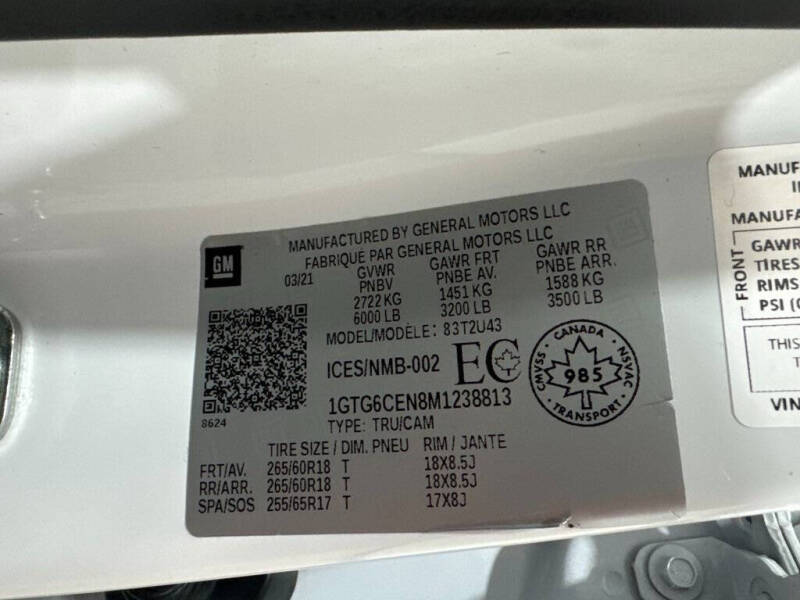 MANUFACTURED BY GENERAL MOTORS LLC
FABRIQUÉ PAR GENERAL MOTORS LLC
GM
03/21
GVWR GAWR FRT GAWR RR
PNBV PNBE AV. PNBE ARR.
2722 KG 1451 KG 1588 KG
6000 LB 3200 LB 3500 LB
MODEL/MODÈLE: 83T2U43
ICES/NMB-002 EC
CANADA
CMVSS 985 NSVAC
TRANSPORT
8624
1GTG6CEN8M1238813
TYPE: TRU/CAM
TIRE SIZE / DIM. PNEU RIM / JANTE
FRT/AV. 265/60R18 T 18X8.5J
RR/ARR. 265/60R18 T 18X8.5J
SPA/SOS 255/65R17 T 17X8J
MANUF
MANUFA
FRONT
GAWR
TIRES
RIMS
PSI (
THIS
VIN